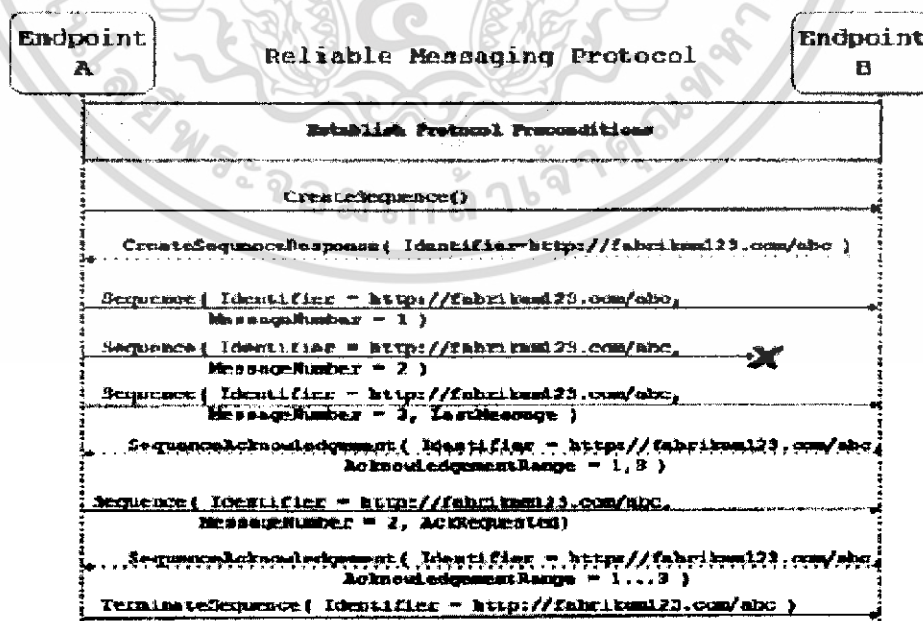 Endpoint A
Reliable Messaging Protocol
Endpoint B
Establish Protocol Preconditions
CreateSequence()
CreateSequenceResponse( Identifier=http://fabrikam123.com/abc )
Sequence( Identifier = http://fabrikam123.com/abc,
MessageNumber = 1 )
Sequence( Identifier = http://fabrikam123.com/abc,
MessageNumber = 2 )
Sequence( Identifier = http://fabrikam123.com/abc,
MessageNumber = 3, LastMessage )
SequenceAcknowledgement( Identifier = http://fabrikam123.com/abc,
AcknowledgementRange = 1,3 )
Sequence( Identifier = http://fabrikam123.com/abc,
MessageNumber = 2, AckRequested)
SequenceAcknowledgement( Identifier = http://fabrikam123.com/abc
AcknowledgementRange = 1...3 )
TerminateSequence( Identifier = http://fabrikam123.com/abc )